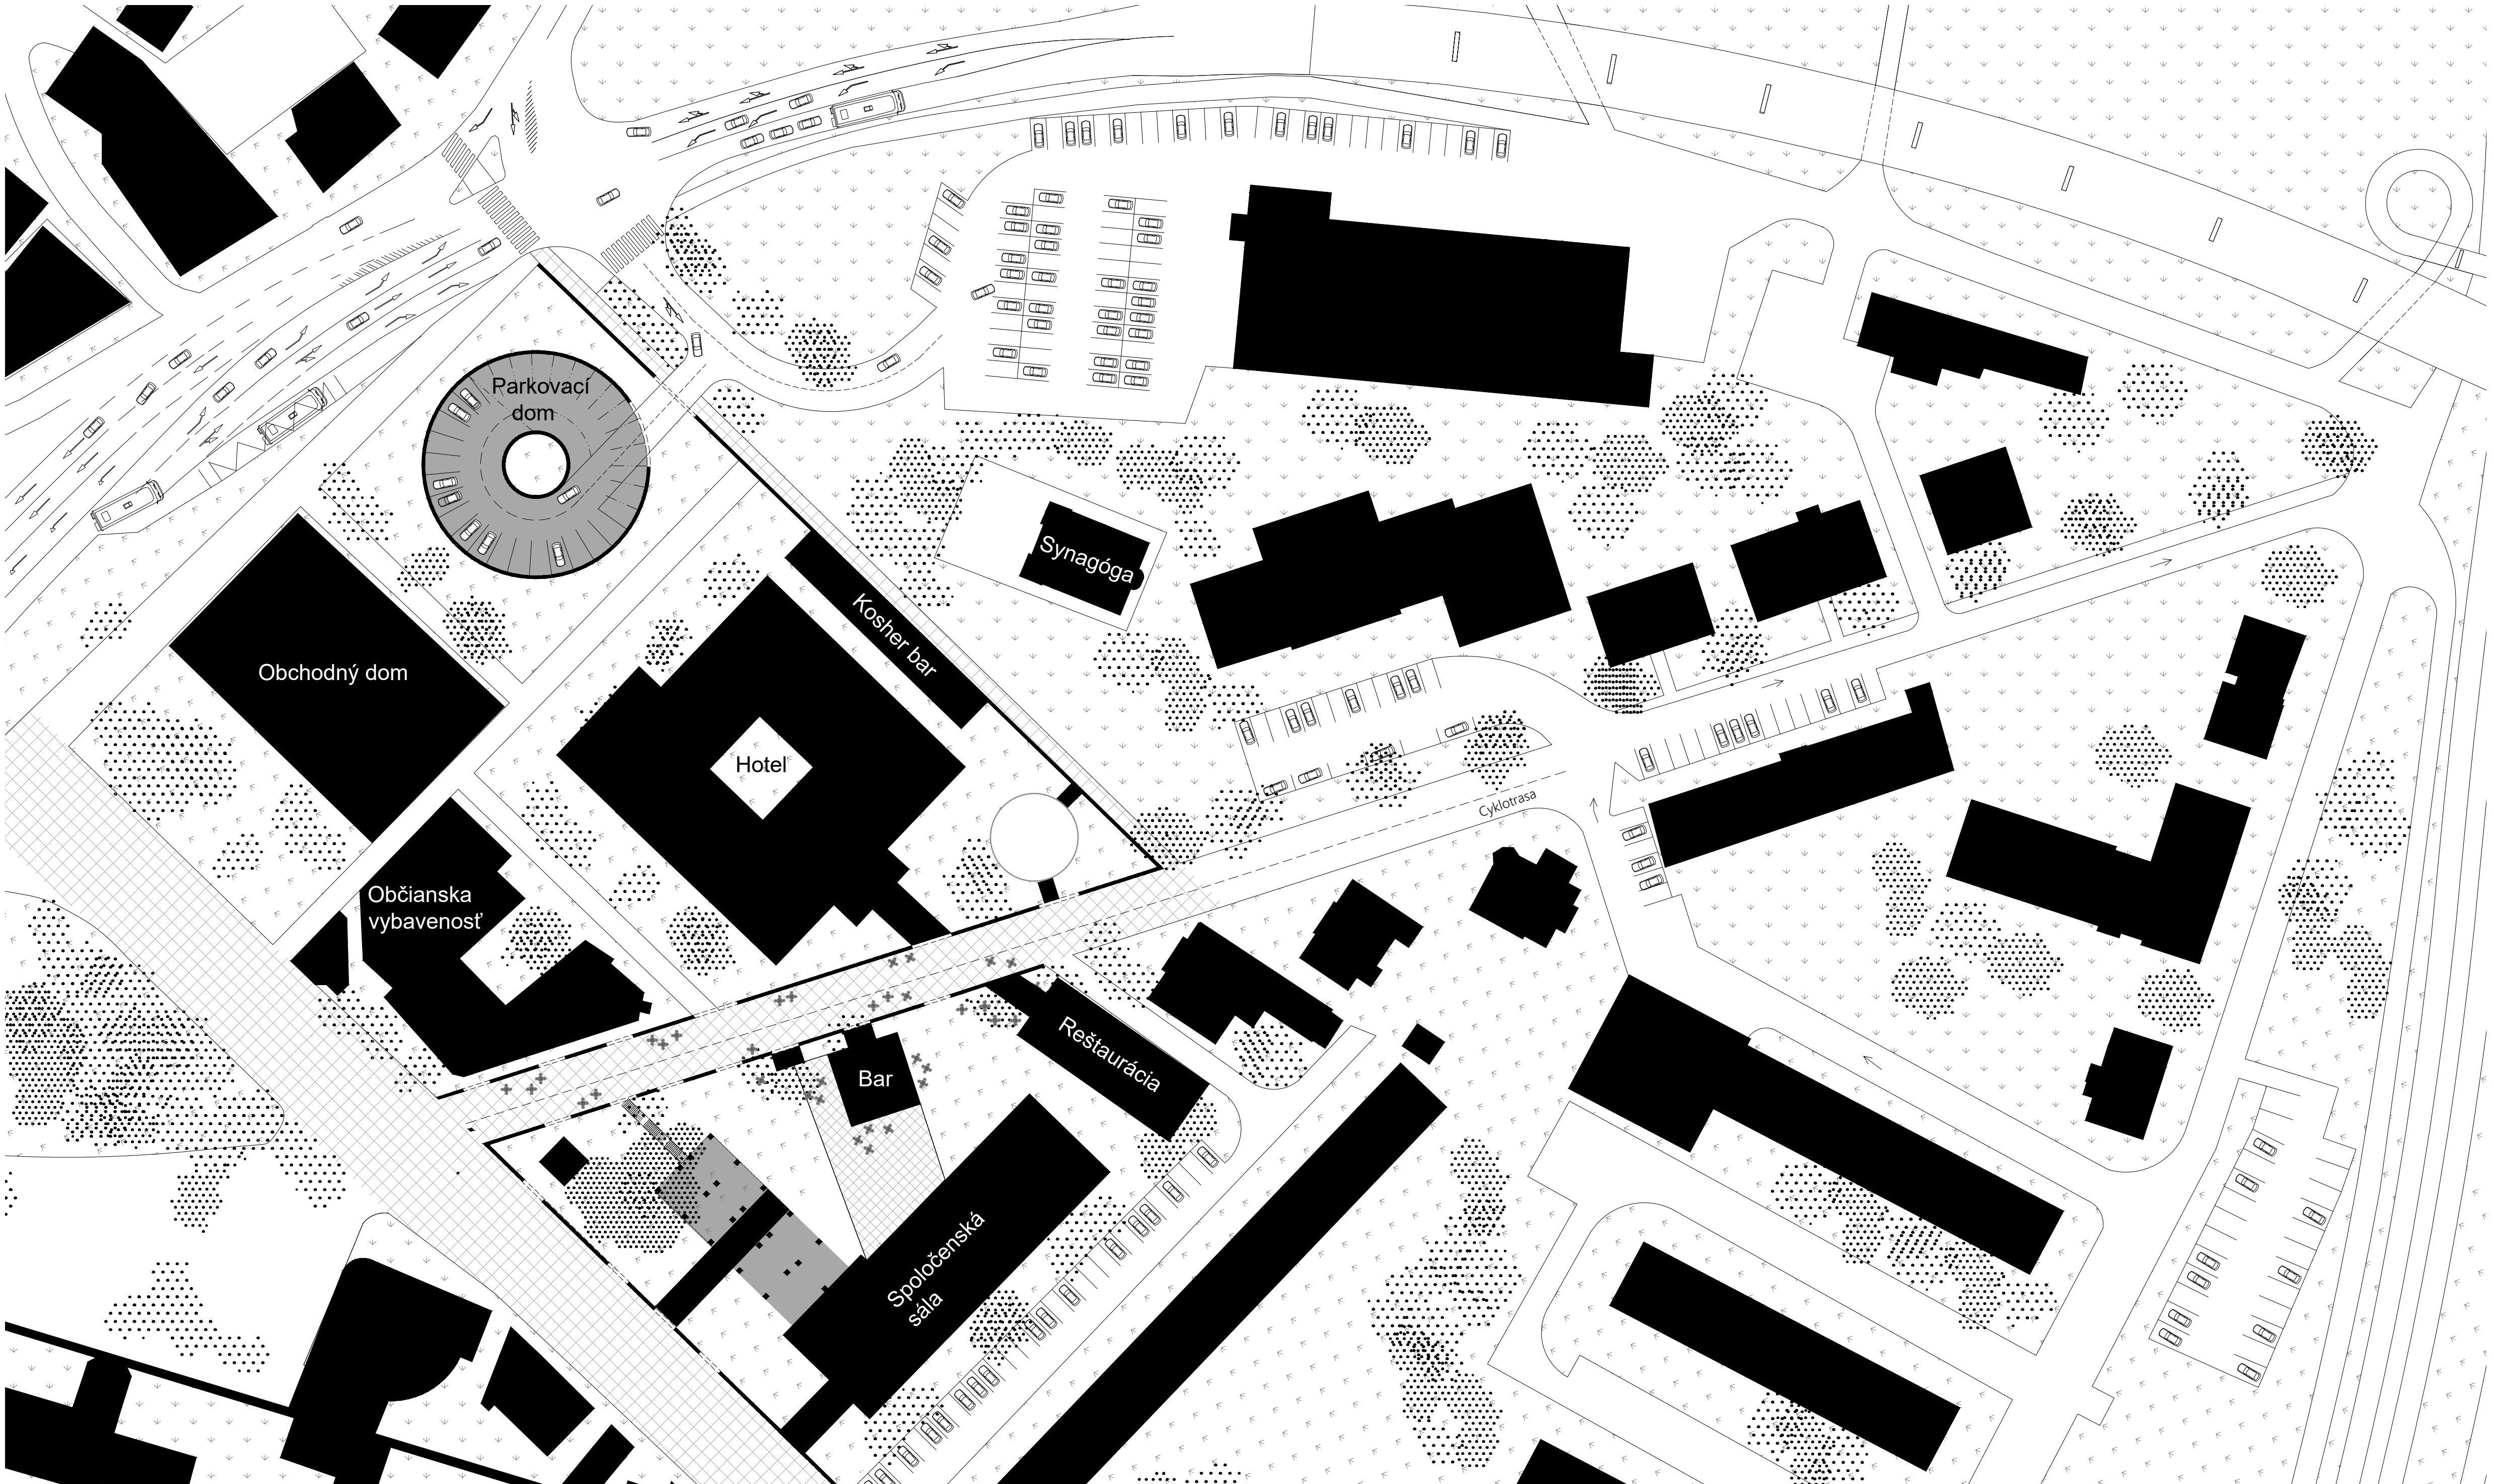 Parkovací
dom
Synagóga
Kosher bar
Obchodný dom
Hotel
Cyklotrasa
Občianska
vybavenosť
Reštaurácia
Bar
Spoločenská
sála